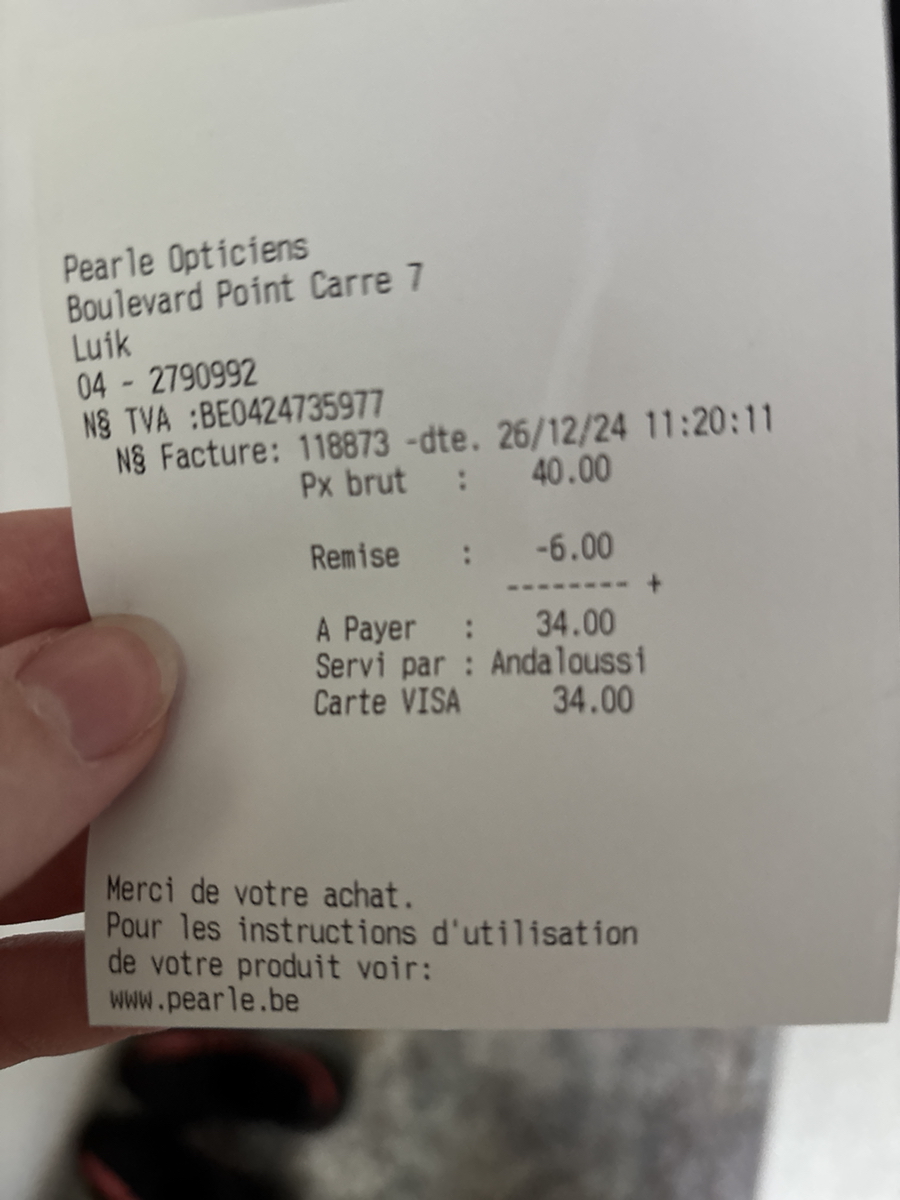 Pearle Opticiens
Boulevard Point Carre 7
Luik
04 - 2790992
N§ TVA :BE0424735977
N§ Facture: 118873 -dte. 26/12/24 11:20:11
Px brut : 40.00
Remise : -6.00
-------- +
A Payer : 34.00
Servi par : Andaloussi
Carte VISA 34.00
Merci de votre achat.
Pour les instructions d'utilisation
de votre produit voir:
www.pearle.be